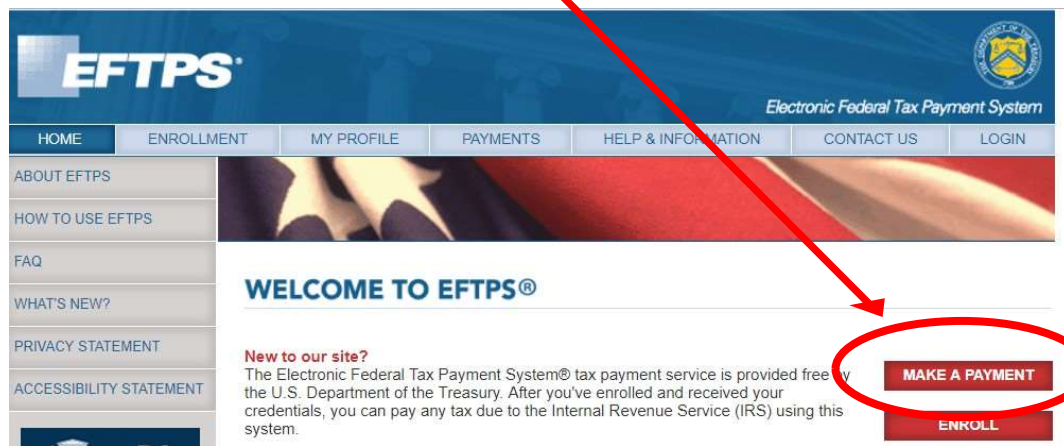 EFTPS®
Electronic Federal Tax Payment System
HOME ENROLLMENT MY PROFILE PAYMENTS HELP & INFORMATION CONTACT US LOGIN
ABOUT EFTPS
HOW TO USE EFTPS
FAQ
WHAT'S NEW?
PRIVACY STATEMENT
ACCESSIBILITY STATEMENT
WELCOME TO EFTPS®
New to our site?
The Electronic Federal Tax Payment System® tax payment service is provided free by
the U.S. Department of the Treasury. After you've enrolled and received your
credentials, you can pay any tax due to the Internal Revenue Service (IRS) using this
system.
MAKE A PAYMENT
ENROLL